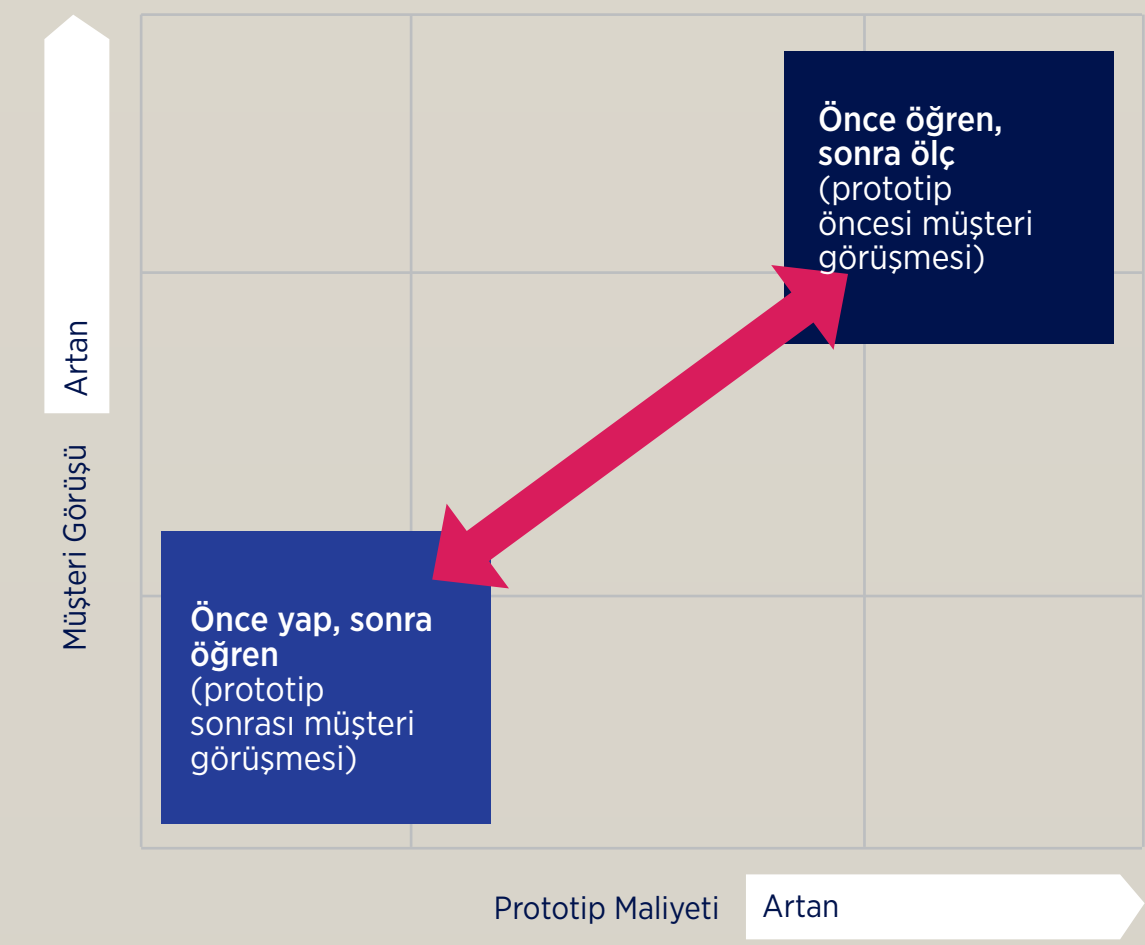 Önce öğren,
sonra ölç
(prototip
öncesi müşteri
görüşmesi)
Artan
Müşteri Görüşü
Önce yap, sonra
öğren
(prototip
sonrası müşteri
görüşmesi)
Prototip Maliyeti
Artan